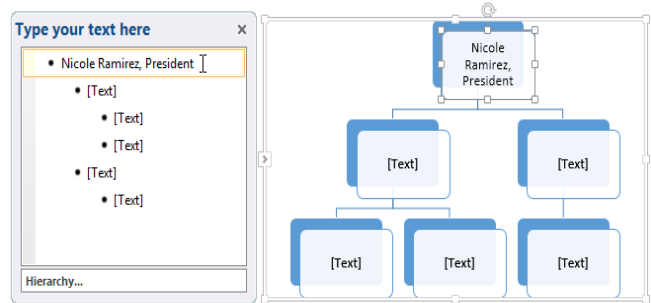 Type your text here ×
• Nicole Ramirez, President
• [Text]
• [Text]
• [Text]
• [Text]
• [Text]
Hierarchy...
Nicole
Ramirez,
President
[Text] [Text]
[Text] [Text] [Text]